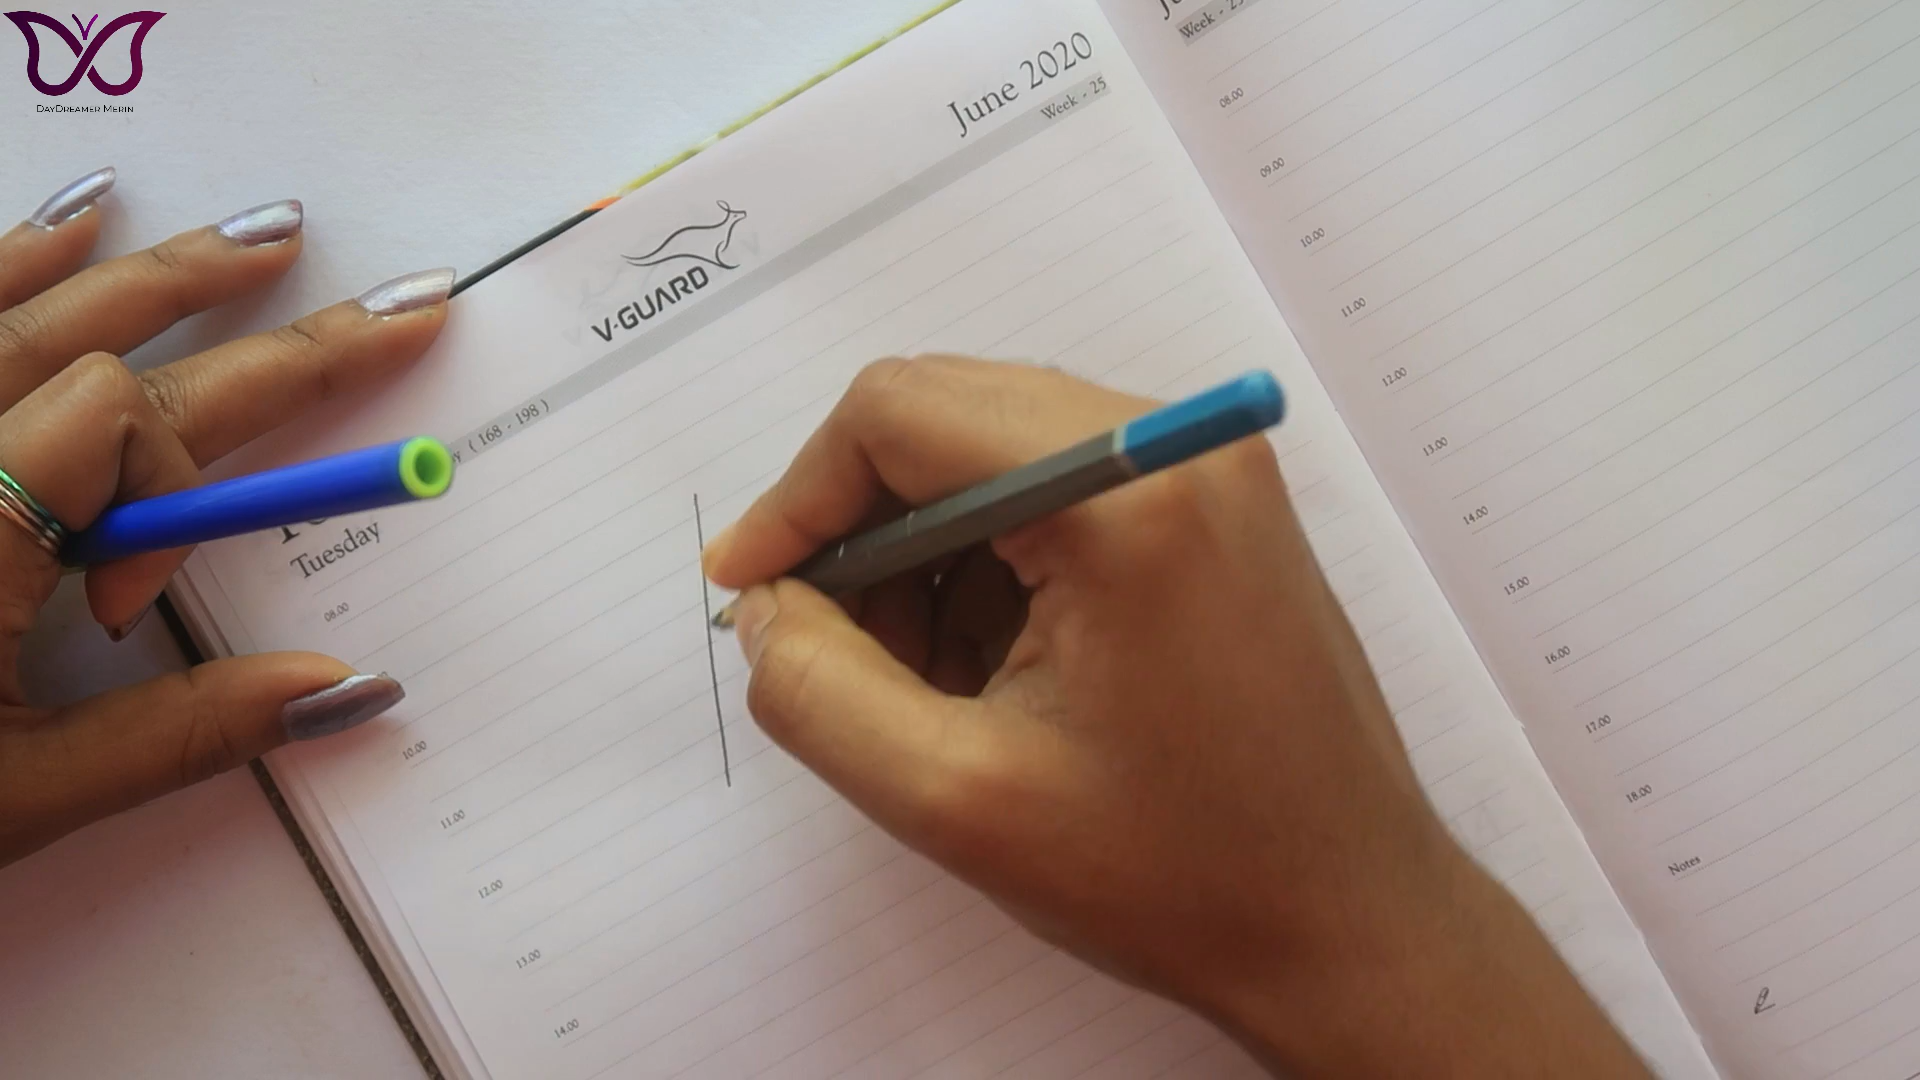 DAYDREAMER MERIN
June 2020
Week - 25
V-GUARD
( 168 - 198 )
Tuesday
08.00
10.00
11.00
12.00
13.00
14.00
Week - 25
08.00
09.00
10.00
11.00
12.00
13.00
14.00
15.00
16.00
17.00
18.00
Notes